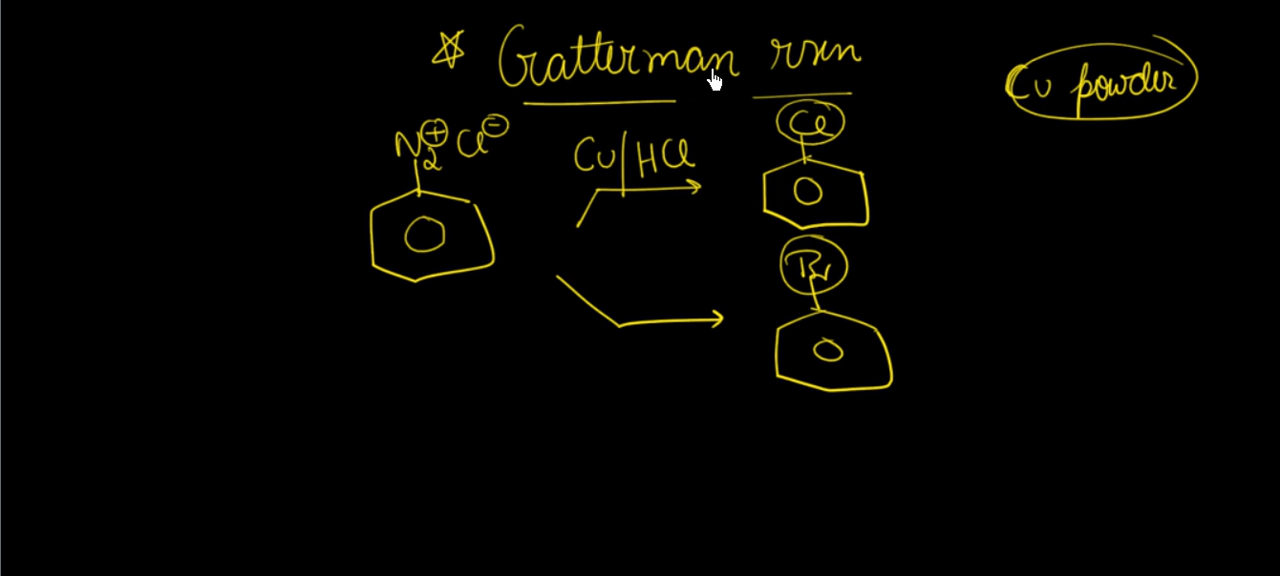 ☆ Gatterman rxn
Cu powder
N₂⊕ Cl⊖
Cu/HCl
Cl
Br